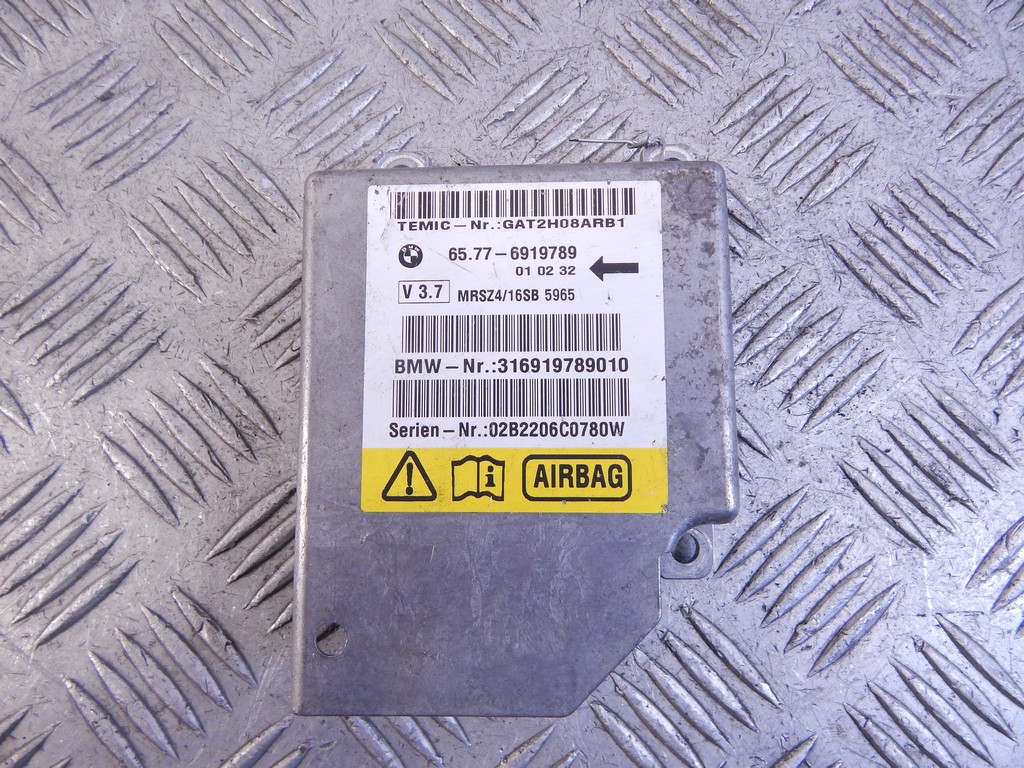 TEMIC-Nr.:GAT2H08ARB1
65.77-6919789
01 02 32
V 3.7 MRSZ4/16SB 5965
BMW-Nr.:316919789010
Serien-Nr.:02B2206C0780W
AIRBAG